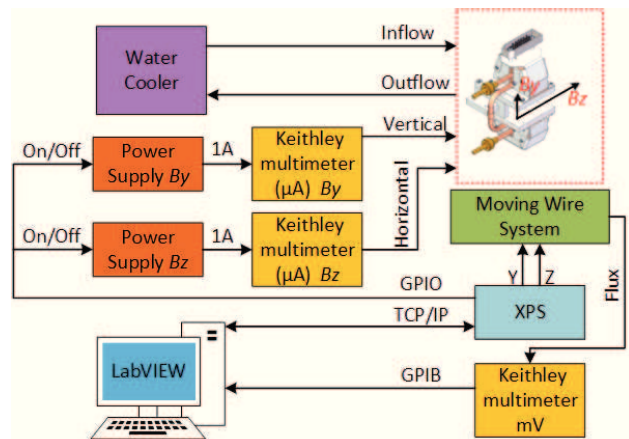 Inflow
Water
Cooler
Outflow
By
Bz
Vertical
On/Off
Power
Supply By
1A
Keithley
multimeter
(µA) By
Horizontal
On/Off
Power
Supply Bz
1A
Keithley
multimeter
(µA) Bz
Moving Wire
System
Y
Z
Flux
GPIO
XPS
TCP/IP
LabVIEW
GPIB
Keithley
multimeter
mV